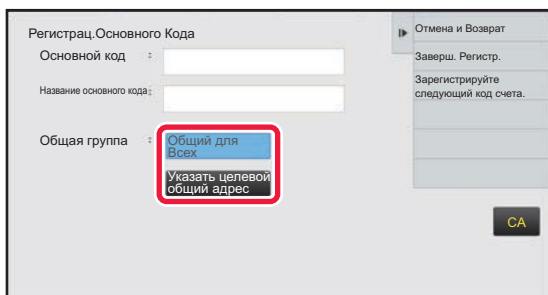 Регистрац.Основного Кода
Основной код :
Название основного кода:
Общая группа :
Общий для
Всех
Указать целевой
общий адрес
Отмена и Возврат
Заверш. Регистр.
Зарегистрируйте
следующий код счета.
CA